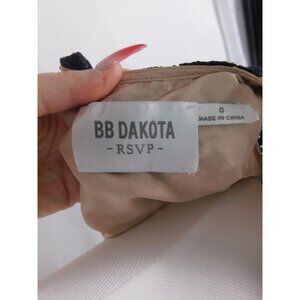 BB DAKOTA
- RSVP -
0
MADE IN CHINA